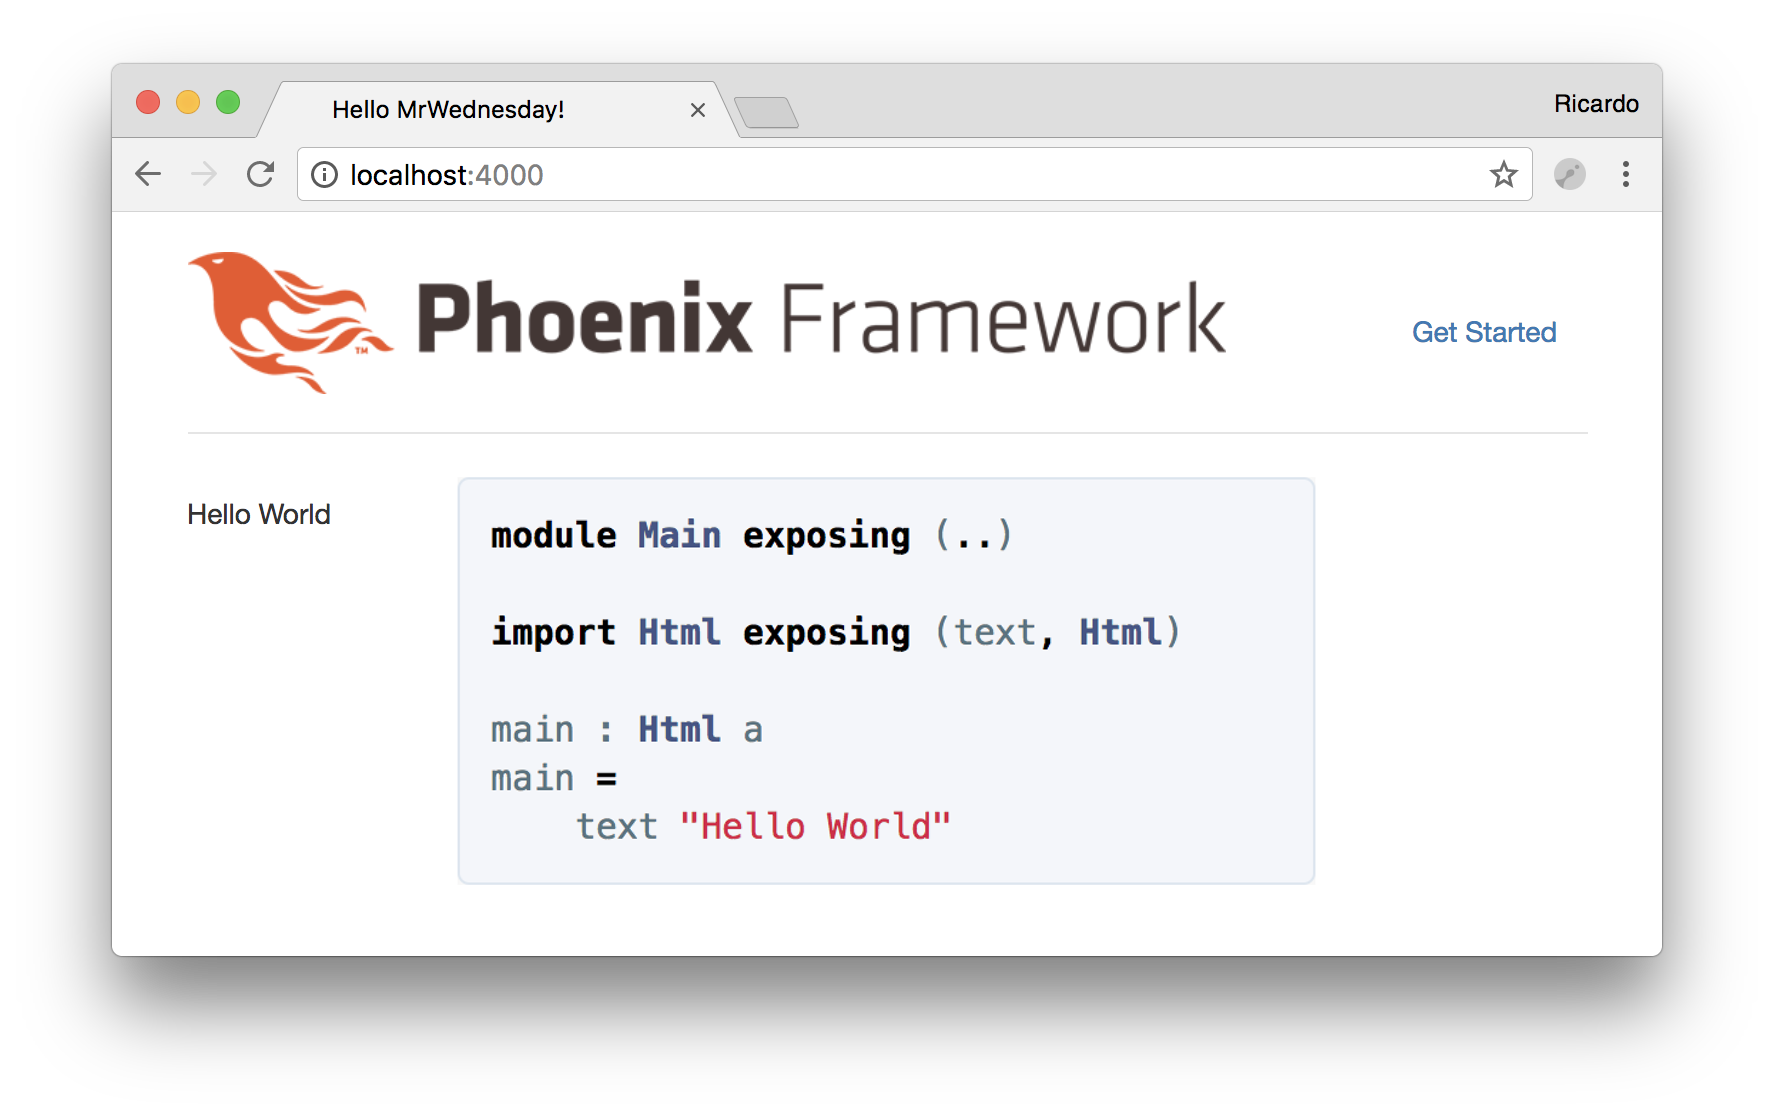 Hello MrWednesday!
Ricardo
localhost:4000
Phoenix Framework
TM
Get Started
Hello World
module Main exposing (..)
import Html exposing (text, Html)
main : Html a
main =
    text "Hello World"